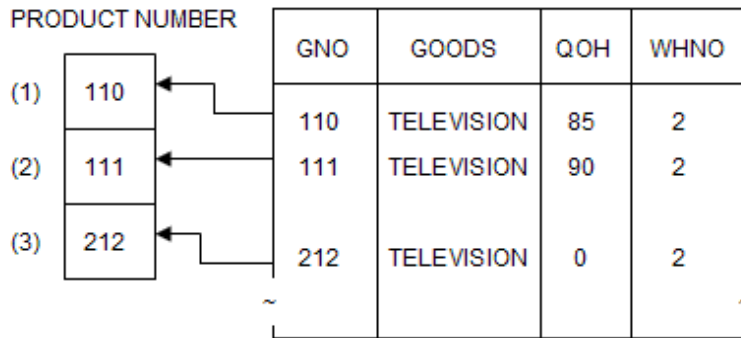 PRODUCT NUMBER
GNO GOODS QOH WHNO
(1) 110 110 TELEVISION 85 2
(2) 111 111 TELEVISION 90 2
(3) 212 212 TELEVISION 0 2
~ ~